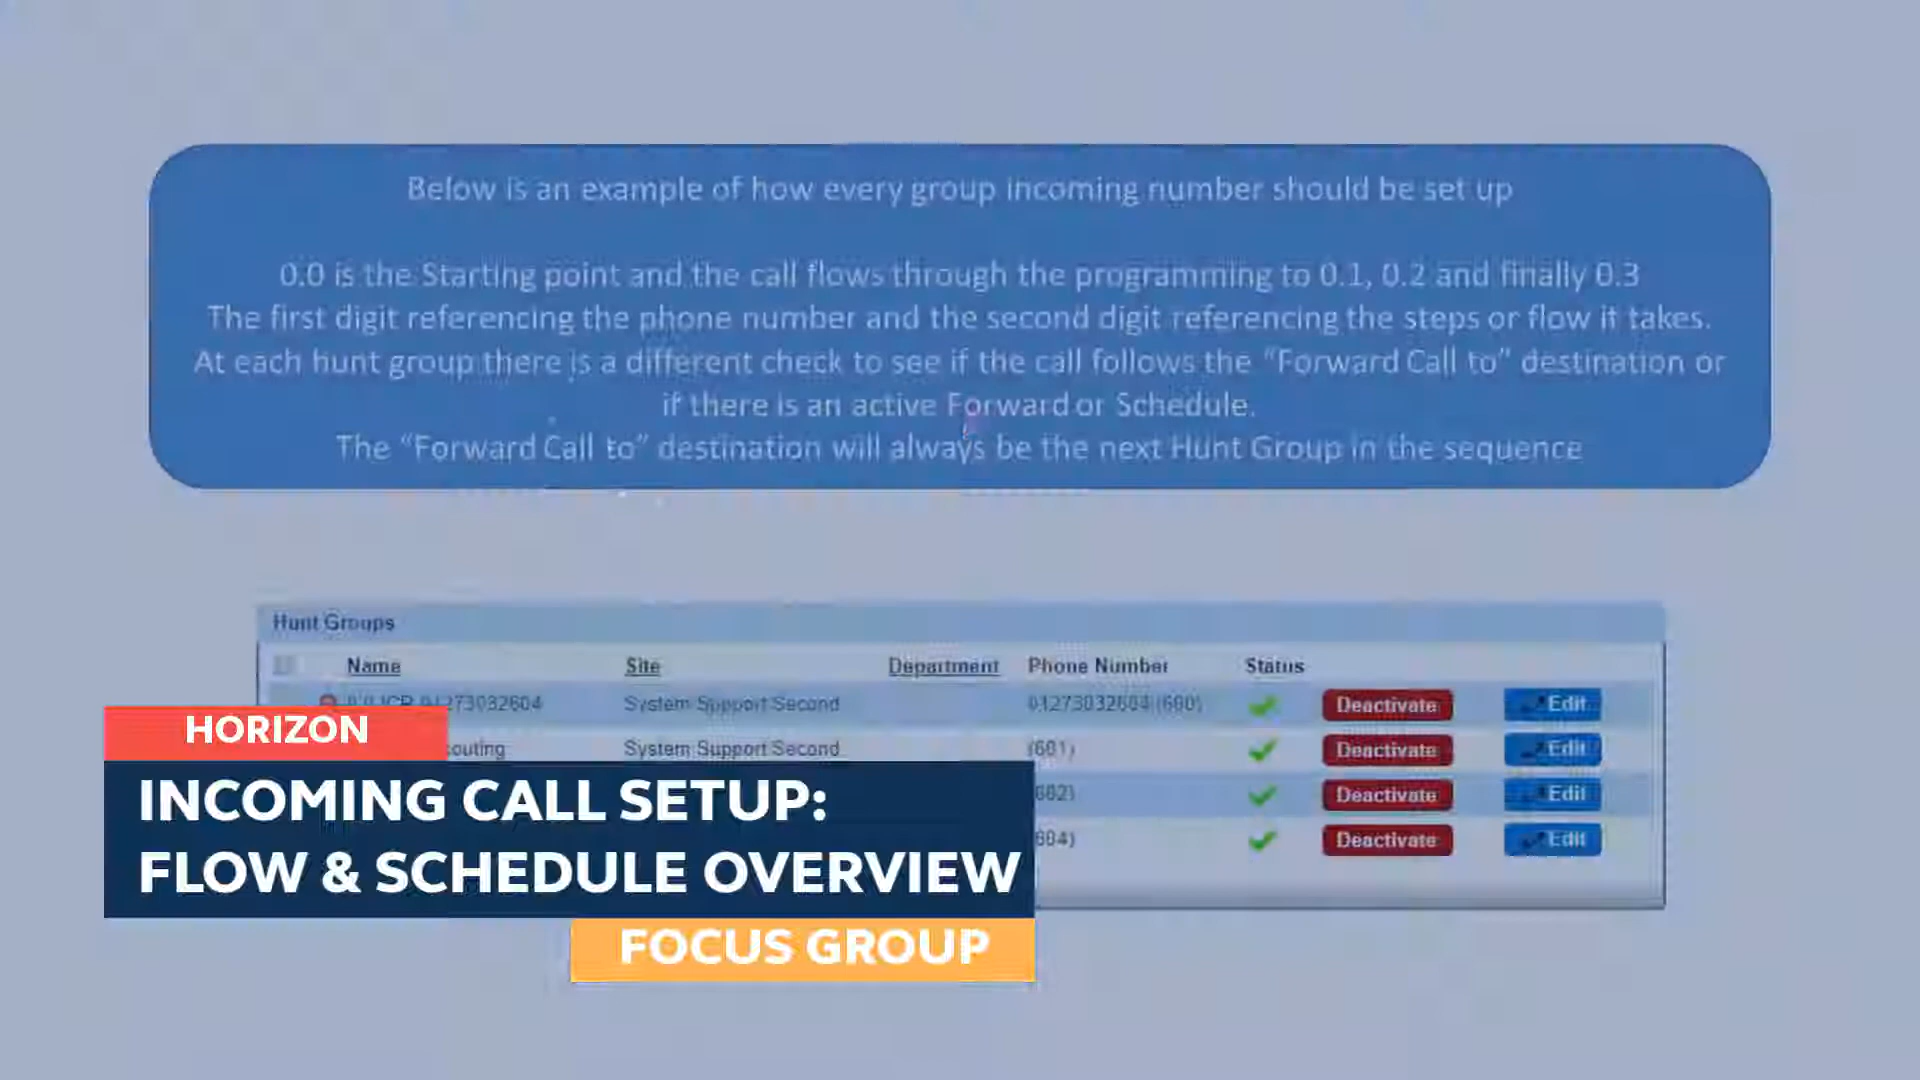 Below is an example of how every group incoming number should be set up
0.0 is the Starting point and the call flows through the programming to 0.1, 0.2 and finally 0.3
The first digit referencing the phone number and the second digit referencing the steps or flow it takes.
At each hunt group there is a different check to see if the call follows the “Forward Call to” destination or
if there is an active Forward or Schedule.
The “Forward Call to” destination will always be the next Hunt Group in the sequence
Hunt Groups
Name Site Department Phone Number Status
01273032604 System Support Second 01273032604 (600) Deactivate Edit
System Support Second (601) Deactivate Edit
Deactivate Edit
Deactivate Edit
HORIZON
INCOMING CALL SETUP:
FLOW & SCHEDULE OVERVIEW
FOCUS GROUP